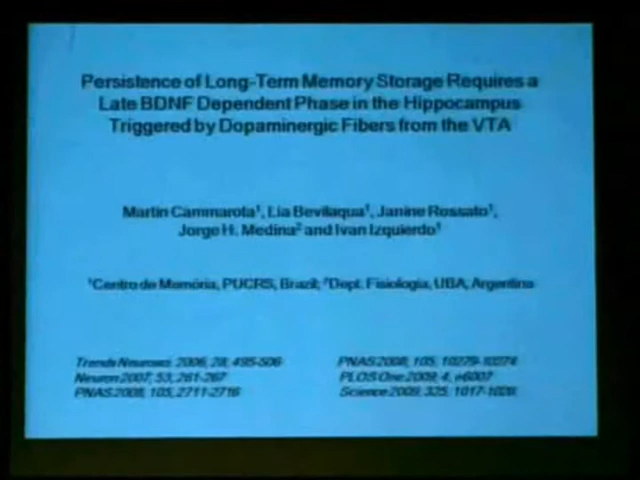 Persistence of Long-Term Memory Storage Requires a
Late BDNF Dependent Phase in the Hippocampus
Triggered by Dopaminergic Fibers from the VTA
Martin Cammarota¹, Lia Bevilaqua¹, Janine Rossato¹,
Jorge H. Medina² and Ivan Izquierdo¹
¹Centro de Memória, PUCRS, Brazil; ²Dept. Fisiologia, UBA, Argentina
Trends Neurosci, 2006, 29, 495-505
Neuron 2007, 53, 261-267
PNAS 2008, 105, 2711-2716
PNAS 2008, 105, 10279-10274
PLOS One 2009, 4, e6007
Science 2009, 325, 1017-1020